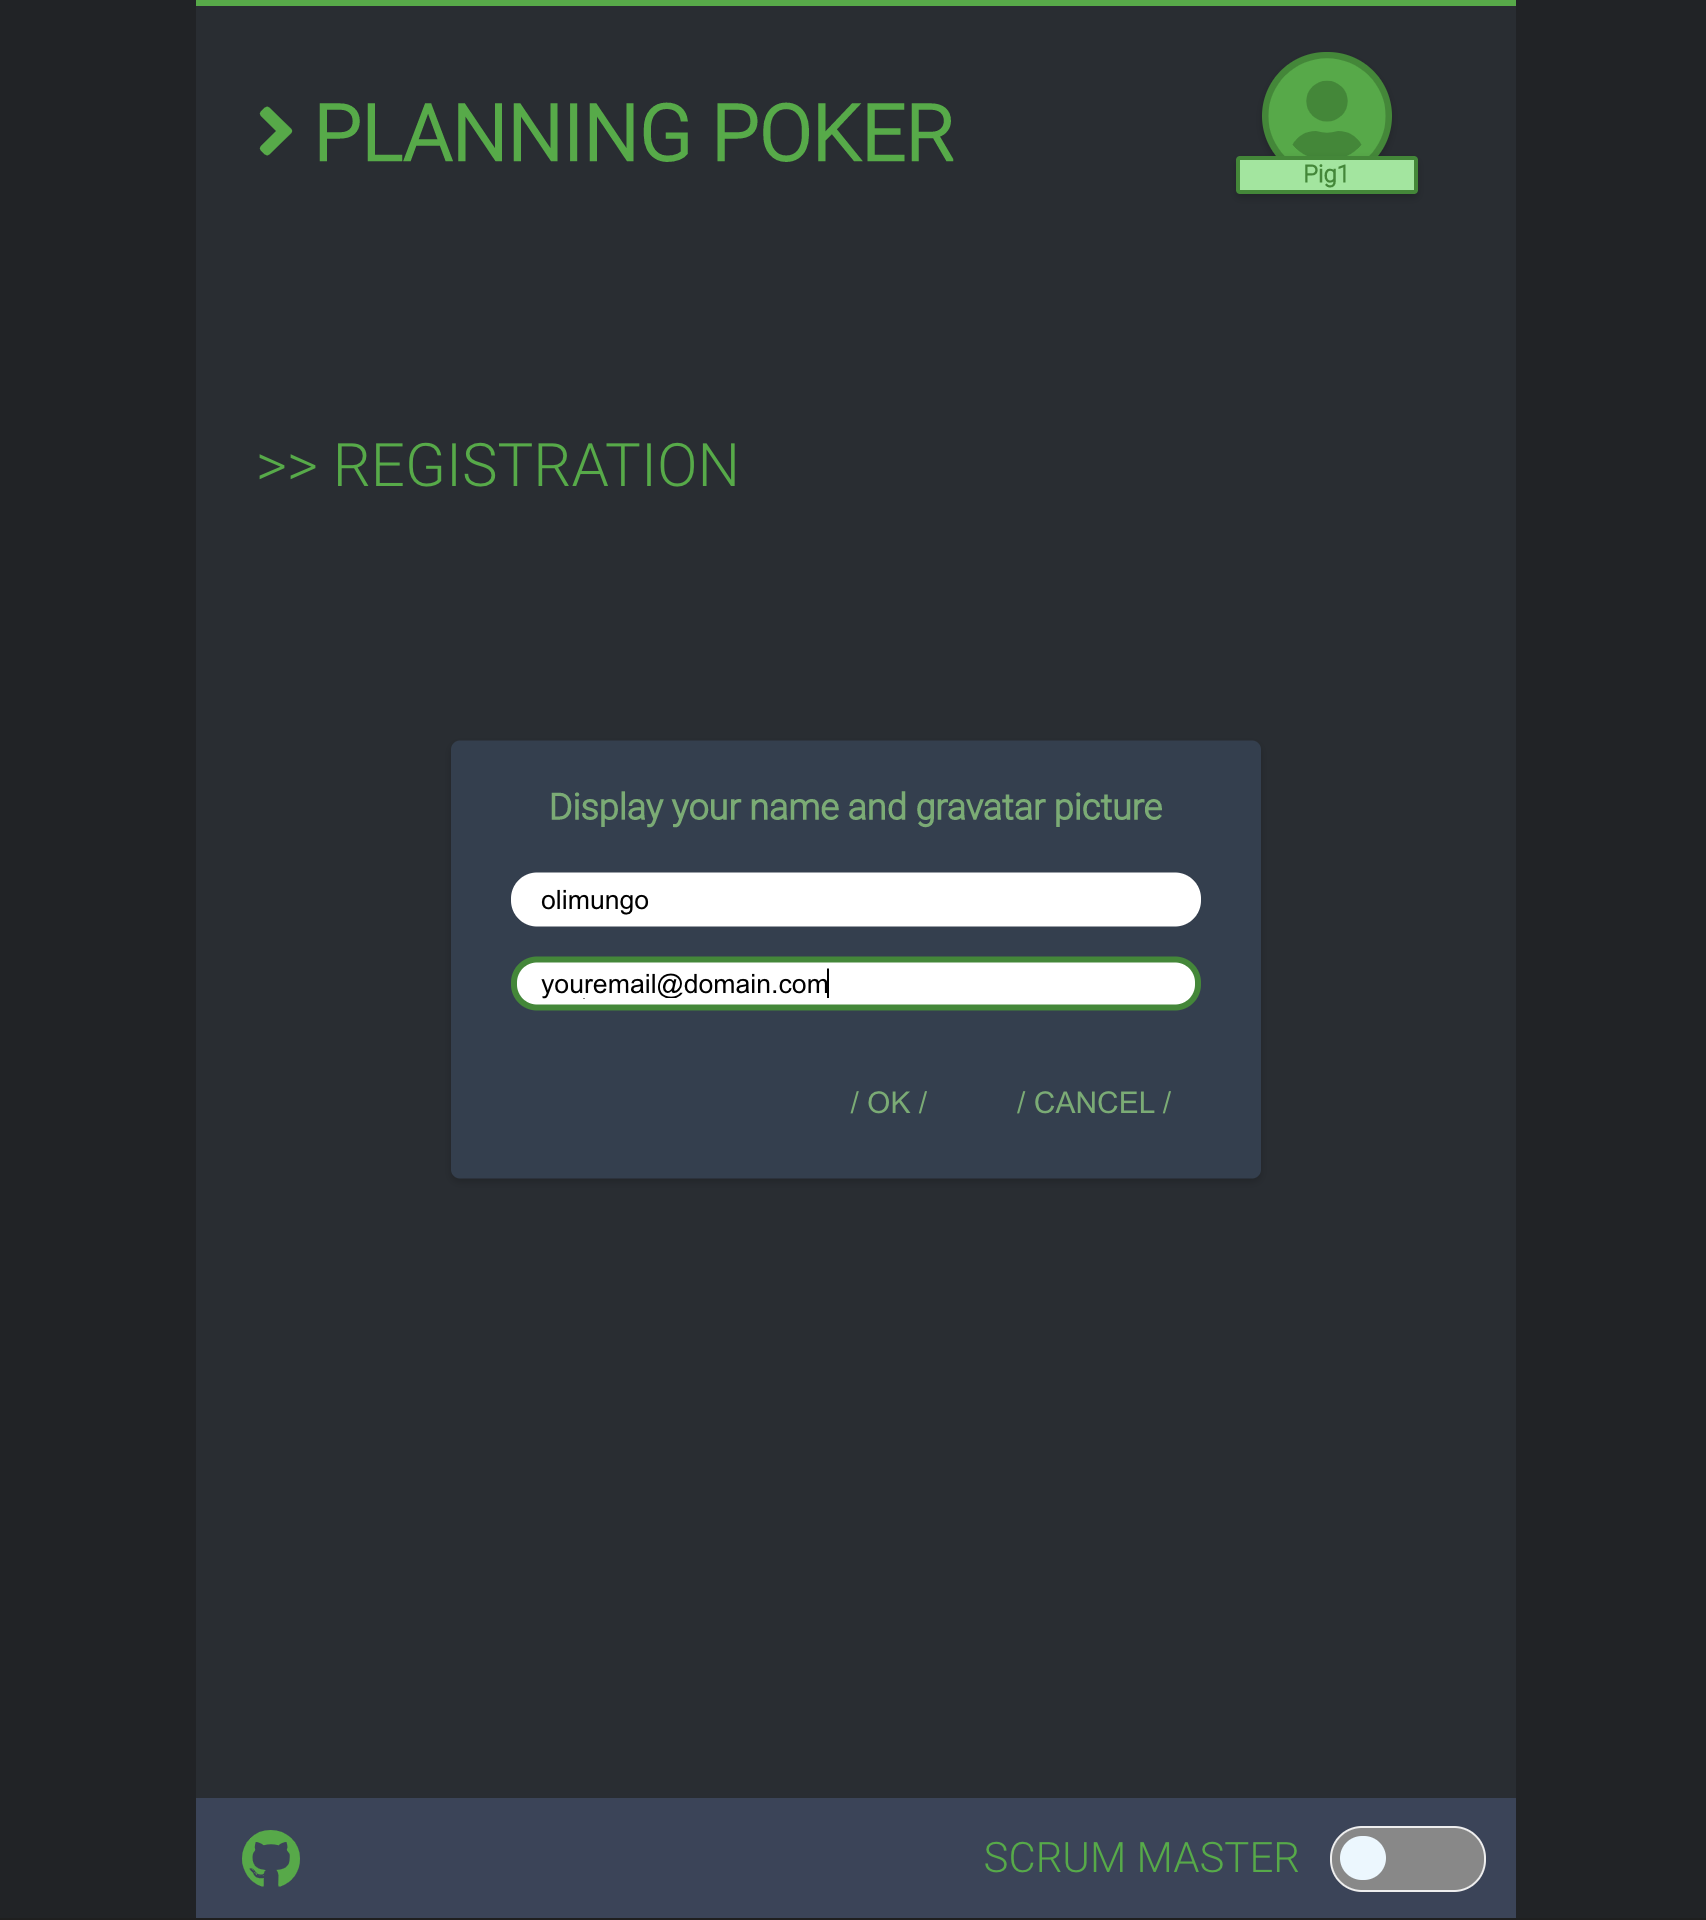 PLANNING POKER
Pig1
>> REGISTRATION
Display your name and gravatar picture
olimungo
youremail@domain.com
/ OK /
/ CANCEL /
SCRUM MASTER